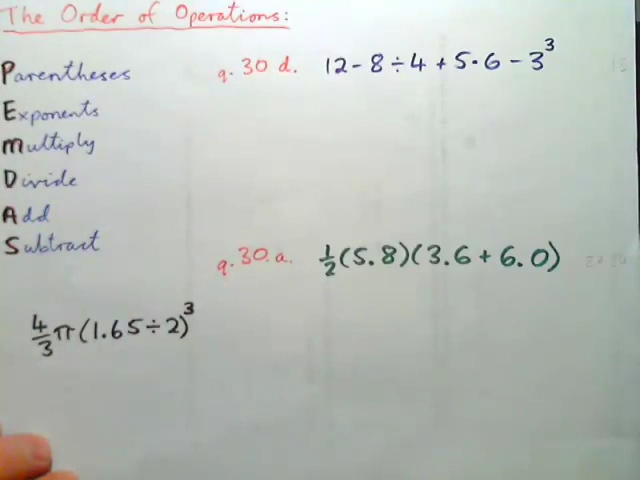 The Order of Operations:
Parentheses
Exponents
Multiply
Divide
Add
Subtract
q. 30 d. 12 - 8 ÷ 4 + 5 · 6 - 3³
q. 30. a. ½(5.8)(3.6 + 6.0)
4/3 π(1.65 ÷ 2)³